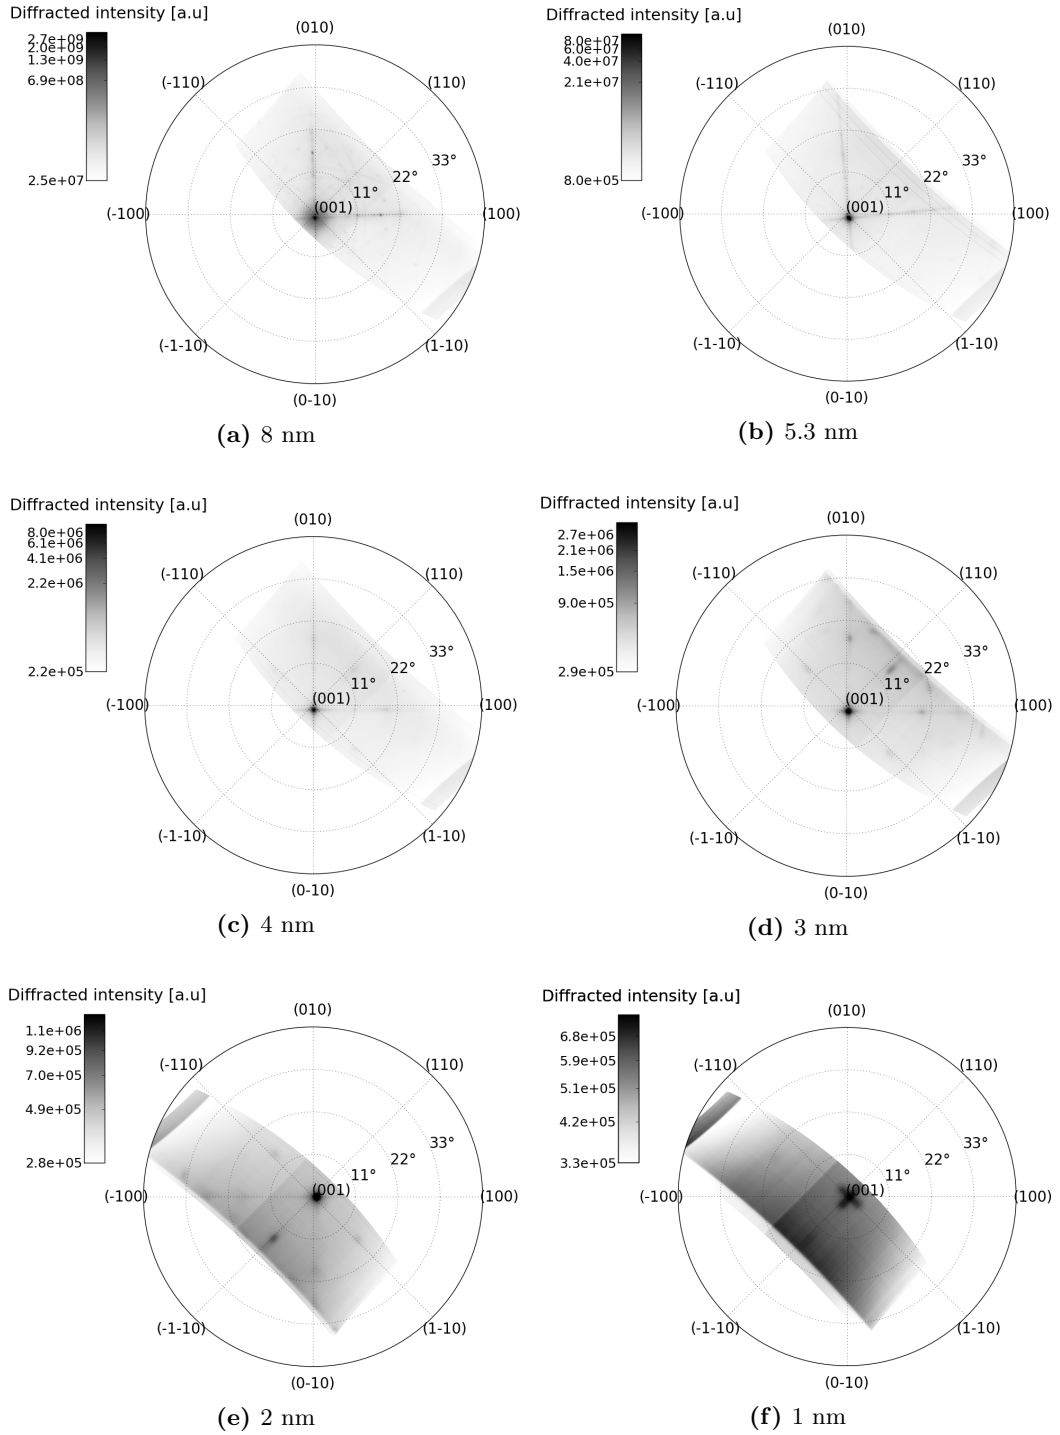 Diffracted intensity [a.u]
2.7e+09
2.0e+09
1.3e+09
6.9e+08
2.5e+07
(010)
(-110)
(110)
33°
22°
11°
(001)
(-100)
(100)
(-1-10)
(1-10)
(0-10)
(a) 8 nm
Diffracted intensity [a.u]
8.0e+07
6.0e+07
4.0e+07
2.1e+07
8.0e+05
(010)
(-110)
(110)
33°
22°
11°
(001)
(-100)
(100)
(-1-10)
(1-10)
(0-10)
(b) 5.3 nm
Diffracted intensity [a.u]
8.0e+06
6.1e+06
4.1e+06
2.2e+06
2.2e+05
(010)
(-110)
(110)
33°
22°
11°
(001)
(-100)
(100)
(-1-10)
(1-10)
(0-10)
(c) 4 nm
Diffracted intensity [a.u]
2.7e+06
2.1e+06
1.5e+06
9.0e+05
2.9e+05
(010)
(-110)
(110)
33°
22°
11°
(001)
(-100)
(100)
(-1-10)
(1-10)
(0-10)
(d) 3 nm
Diffracted intensity [a.u]
1.1e+06
9.2e+05
7.0e+05
4.9e+05
2.8e+05
(010)
(-110)
(110)
33°
22°
11°
(001)
(-100)
(100)
(-1-10)
(1-10)
(0-10)
(e) 2 nm
Diffracted intensity [a.u]
6.8e+05
5.9e+05
5.1e+05
4.2e+05
3.3e+05
(010)
(-110)
(110)
33°
22°
11°
(001)
(-100)
(100)
(-1-10)
(1-10)
(0-10)
(f) 1 nm